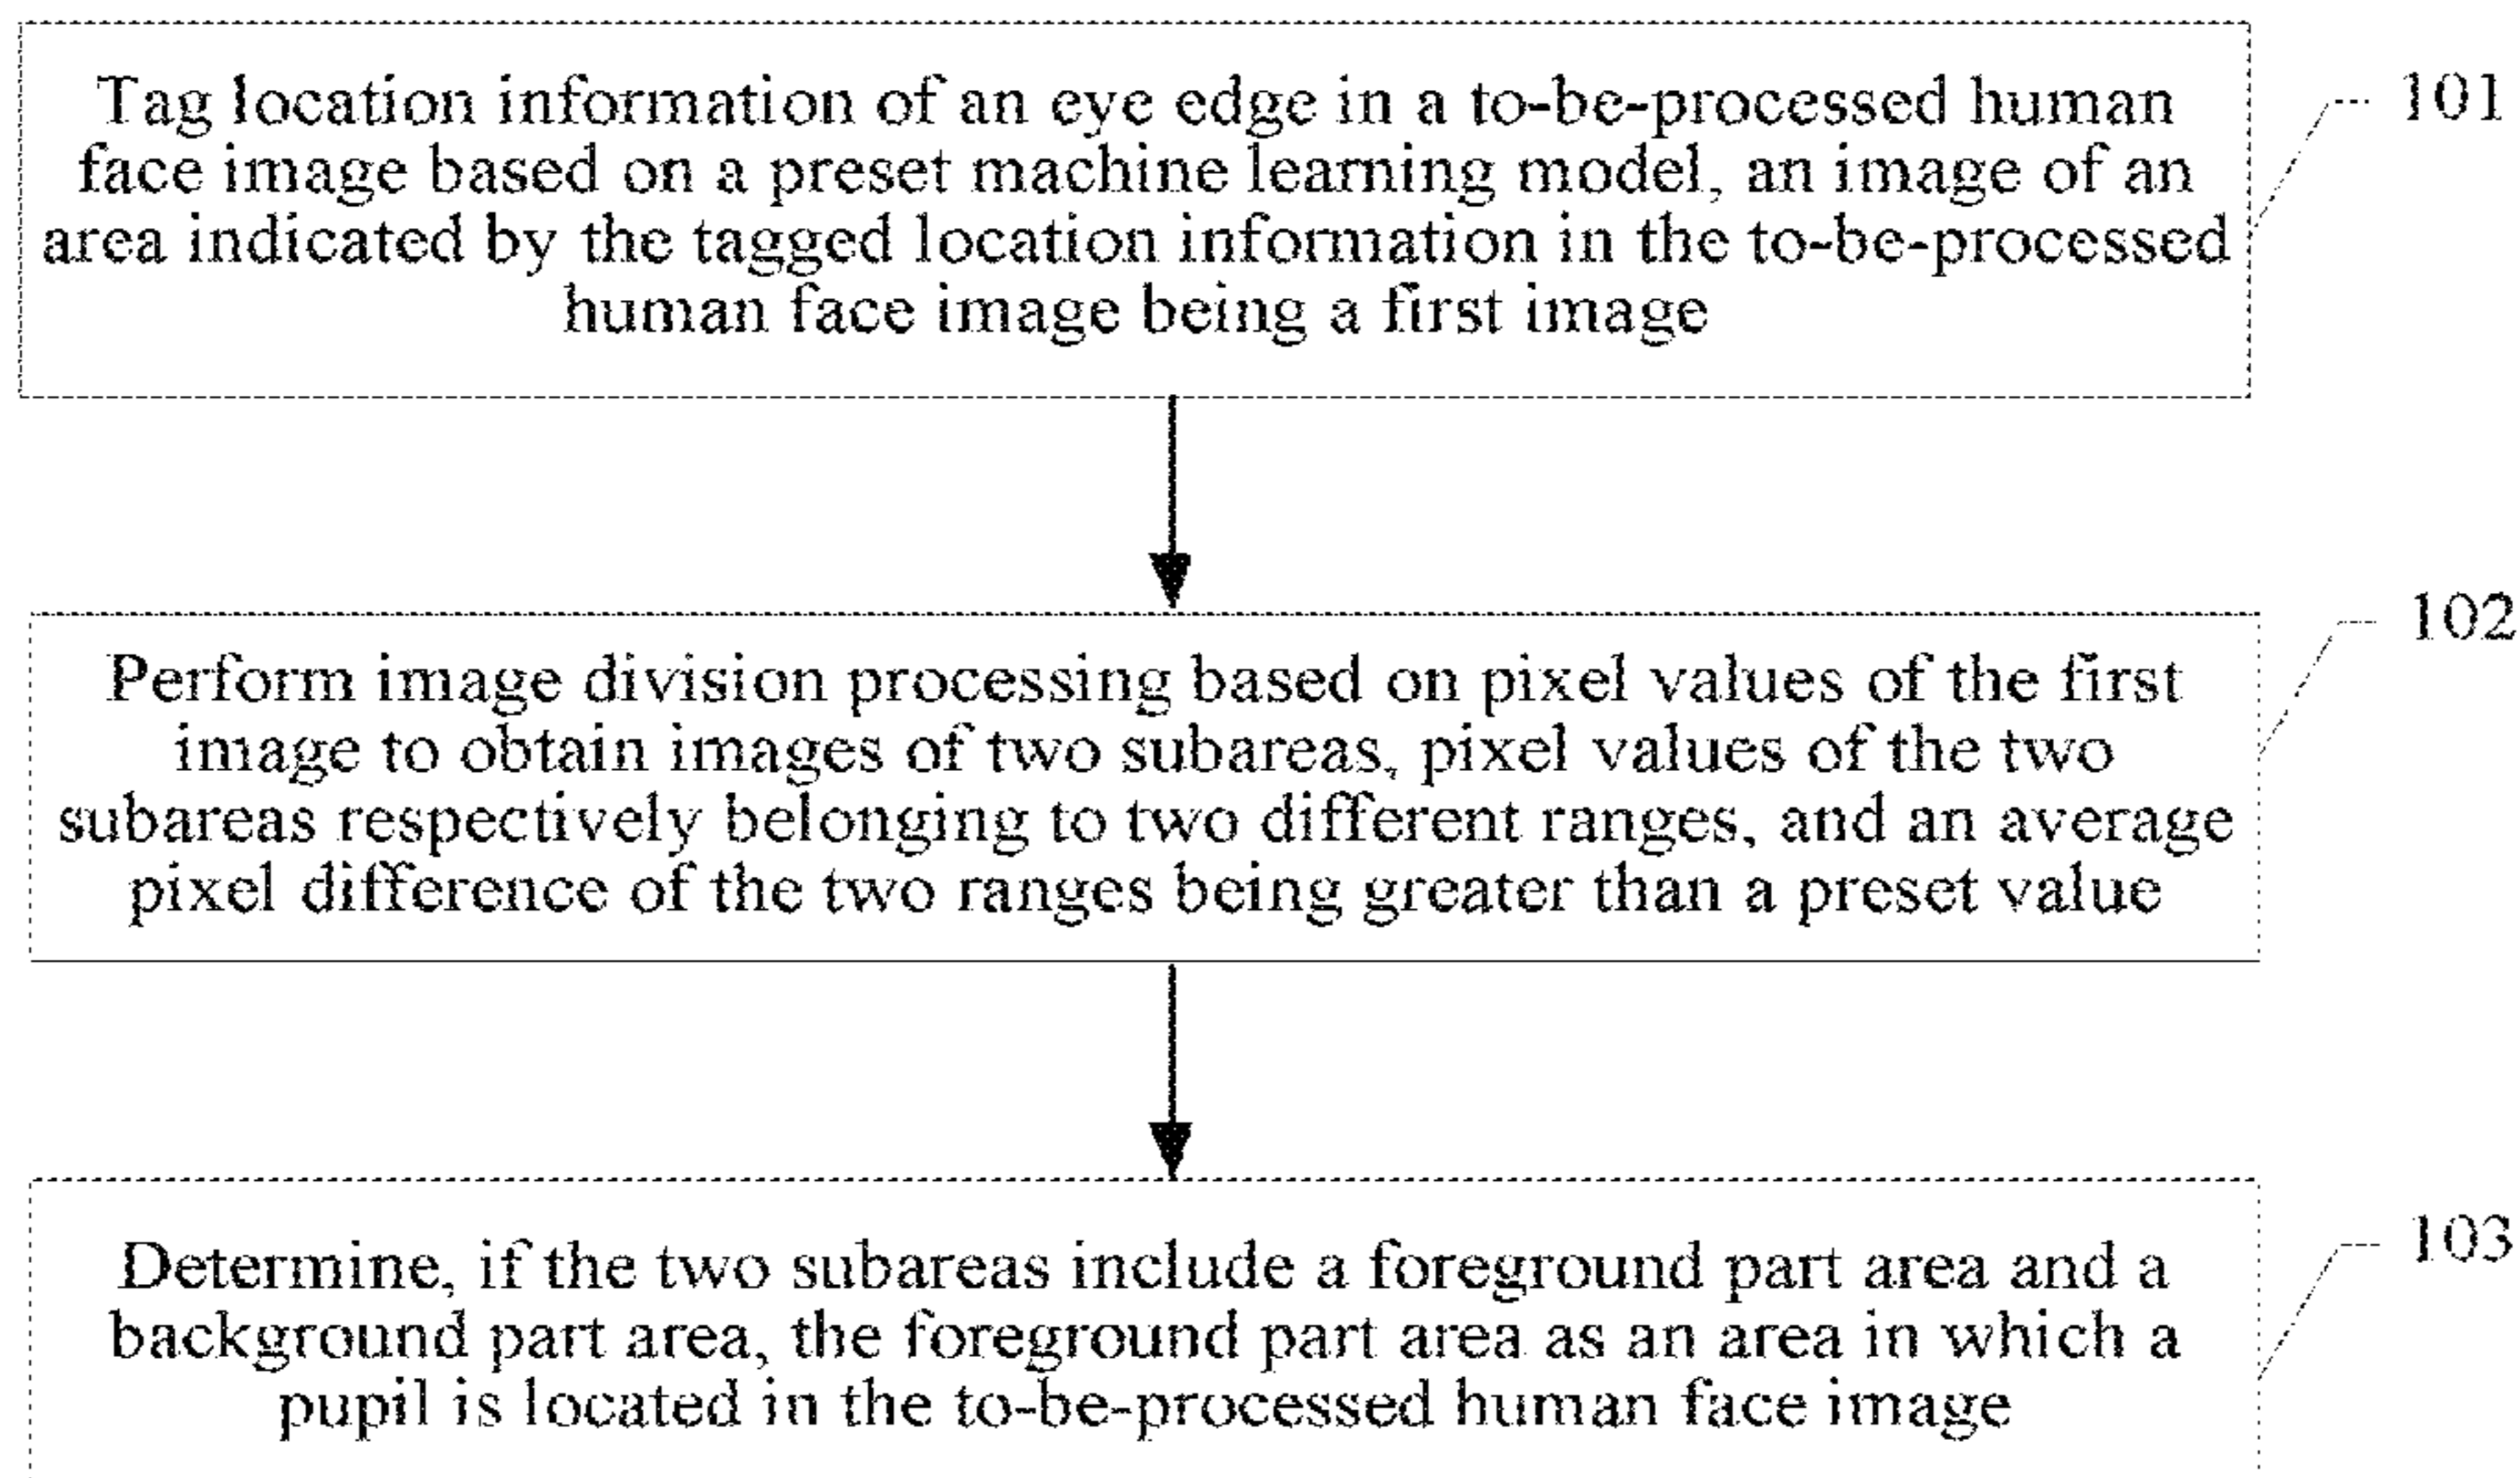 Tag location information of an eye edge in a to-be-processed human
face image based on a preset machine learning model, an image of an
area indicated by the tagged location information in the to-be-processed
human face image being a first image
101
Perform image division processing based on pixel values of the first
image to obtain images of two subareas, pixel values of the two
subareas respectively belonging to two different ranges, and an average
pixel difference of the two ranges being greater than a preset value
102
Determine, if the two subareas include a foreground part area and a
background part area, the foreground part area as an area in which a
pupil is located in the to-be-processed human face image
103